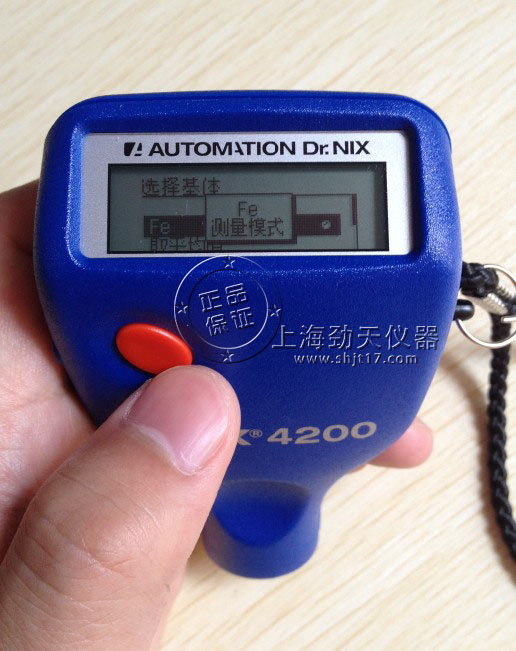 AUTOMATION Dr. NIX
选择基体
Fe
Fe
测量模式
正品
保证
上海劲天仪器
www.shjt17.com
X® 4200